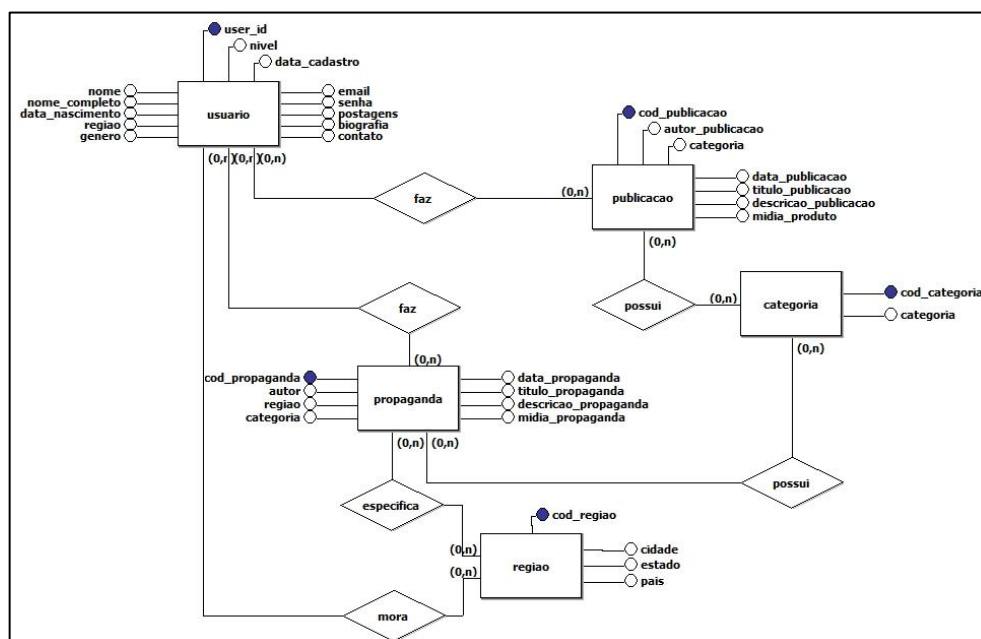 user_id
nivel
data_cadastro
nome
nome_completo
data_nascimento
regiao
genero
usuario
email
senha
postagens
biografia
contato
(0,n)
(0,n)
(0,n)
faz
(0,n)
cod_publicacao
autor_publicacao
categoria
publicacao
data_publicacao
titulo_publicacao
descricao_publicacao
midia_produto
(0,n)
possui
(0,n)
categoria
cod_categoria
categoria
(0,n)
faz
(0,n)
cod_propaganda
autor
regiao
categoria
propaganda
data_propaganda
titulo_propaganda
descricao_propaganda
midia_propaganda
(0,n)
(0,n)
possui
especifica
cod_regiao
(0,n)
(0,n)
regiao
cidade
estado
pais
mora